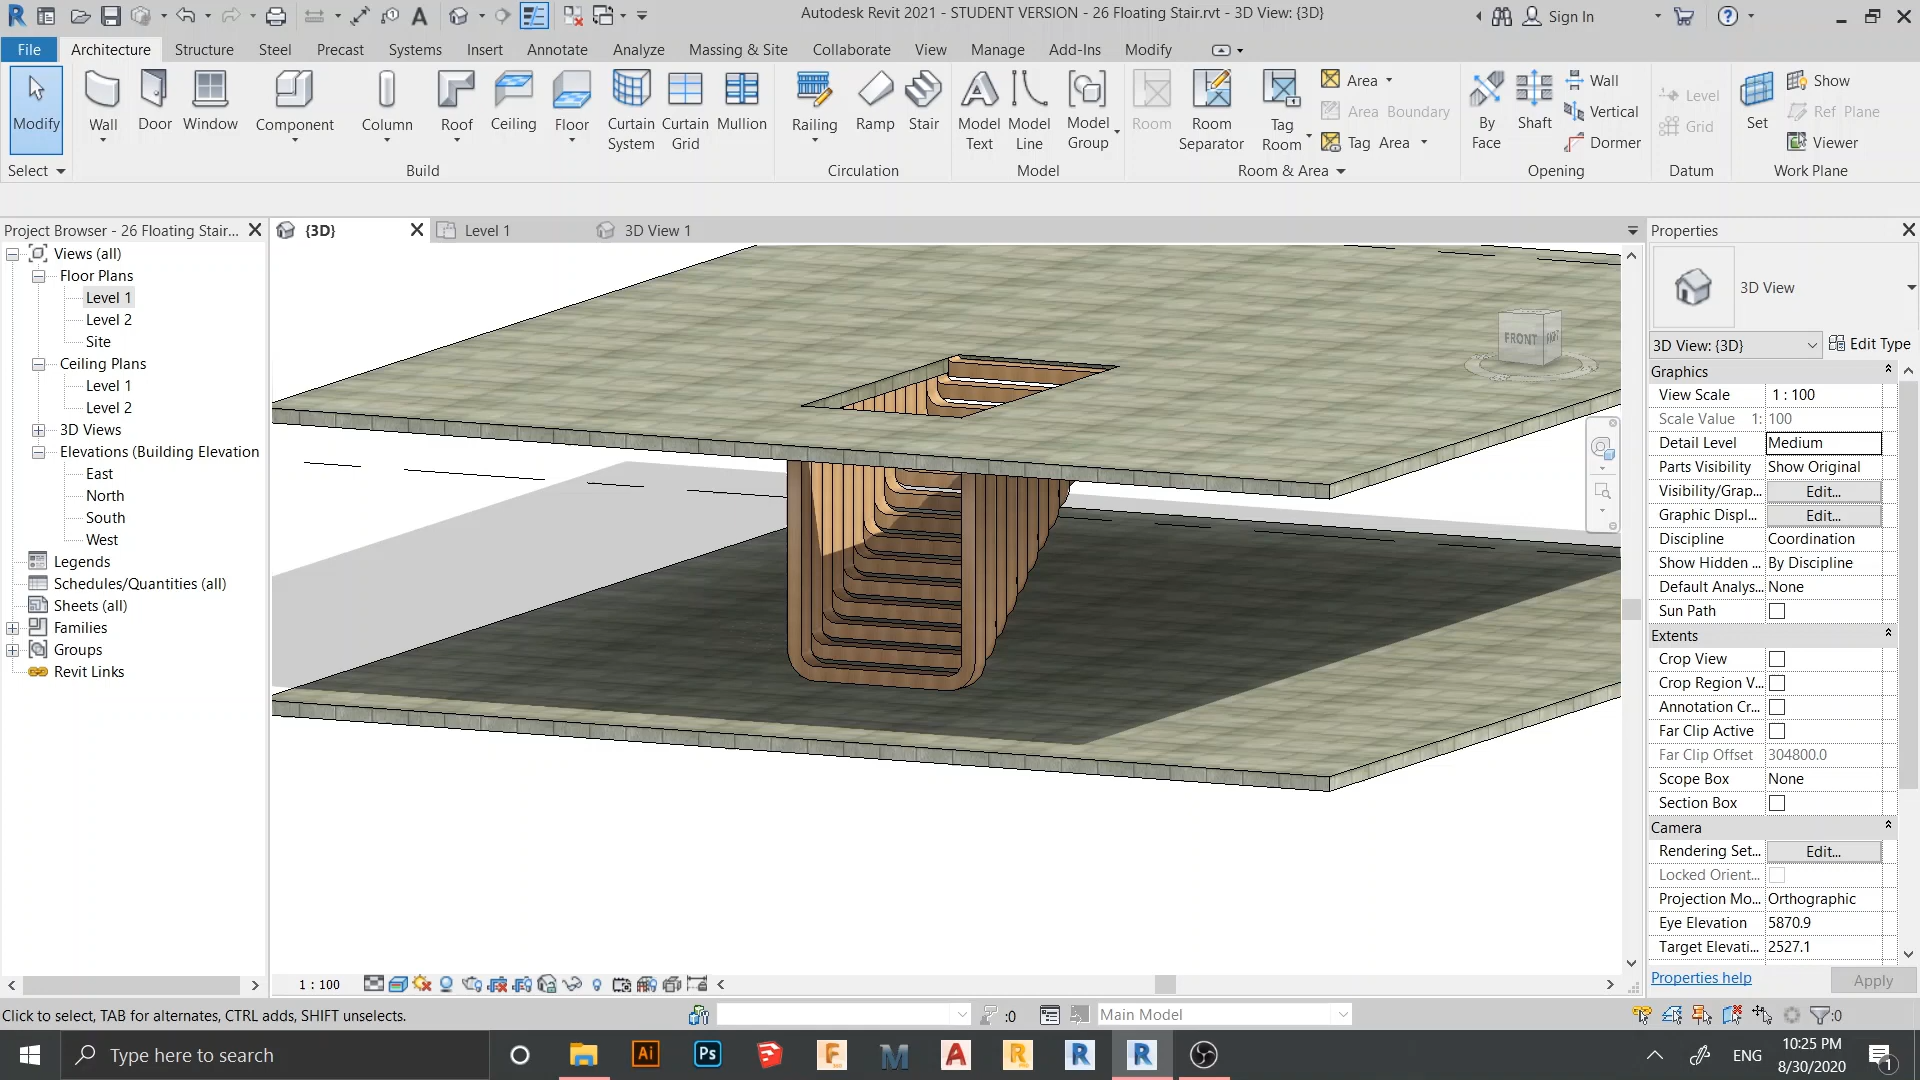 Autodesk Revit 2021 - STUDENT VERSION - 26 Floating Stair.rvt - 3D View: {3D}
Sign In
File
Architecture
Structure
Steel
Precast
Systems
Insert
Annotate
Analyze
Massing & Site
Collaborate
View
Manage
Add-Ins
Modify
Modify
Wall
Door
Window
Component
Column
Roof
Ceiling
Floor
Curtain System
Curtain Grid
Mullion
Railing
Ramp
Stair
Model Text
Model Line
Model Group
Room
Room Separator
Tag Room
Area
Area Boundary
Tag Area
By Face
Shaft
Wall
Vertical
Dormer
Level
Grid
Set
Show
Ref Plane
Viewer
Select
Build
Circulation
Model
Room & Area
Opening
Datum
Work Plane
Project Browser - 26 Floating Stair...
Views (all)
Floor Plans
Level 1
Level 2
Site
Ceiling Plans
Level 1
Level 2
3D Views
Elevations (Building Elevation
East
North
South
West
Legends
Schedules/Quantities (all)
Sheets (all)
Families
Groups
Revit Links
{3D}
Level 1
3D View 1
FRONT
Properties
3D View
3D View: {3D}
Edit Type
Graphics
View Scale 1 : 100
Scale Value 1: 100
Detail Level Medium
Parts Visibility Show Original
Visibility/Grap... Edit...
Graphic Displ... Edit...
Discipline Coordination
Show Hidden ... By Discipline
Default Analys... None
Sun Path
Extents
Crop View
Crop Region V...
Annotation Cr...
Far Clip Active
Far Clip Offset 304800.0
Scope Box None
Section Box
Camera
Rendering Set... Edit...
Locked Orient...
Projection Mo... Orthographic
Eye Elevation 5870.9
Target Elevati... 2527.1
Properties help
Apply
1 : 100
Click to select, TAB for alternates, CTRL adds, SHIFT unselects.
:0
Main Model
:0
Type here to search
Ai
Ps
ENG
10:25 PM
8/30/2020
1